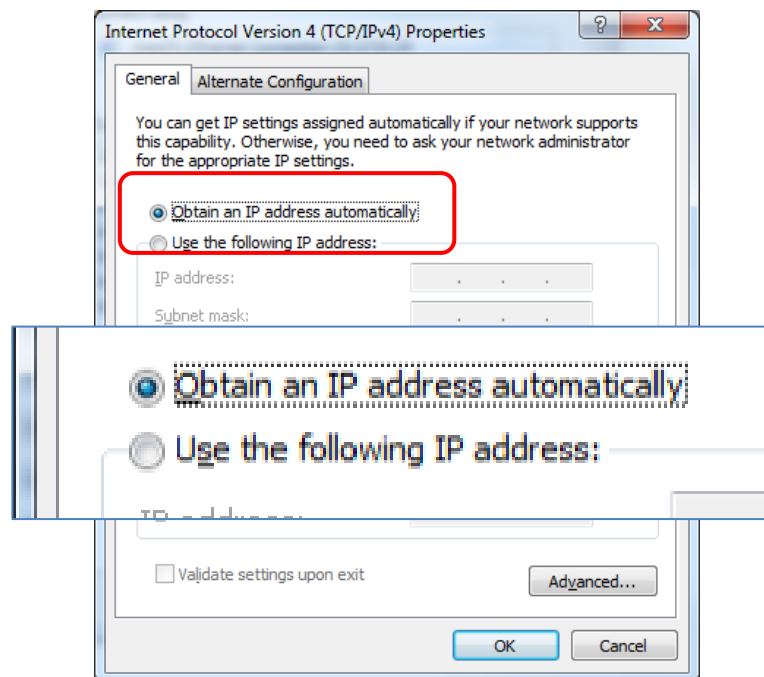 Internet Protocol Version 4 (TCP/IPv4) Properties
General
Alternate Configuration
You can get IP settings assigned automatically if your network supports
this capability. Otherwise, you need to ask your network administrator
for the appropriate IP settings.
Obtain an IP address automatically
Use the following IP address:
IP address:
Subnet mask:
Obtain an IP address automatically
Use the following IP address:
IP address:
Validate settings upon exit
Advanced...
OK
Cancel